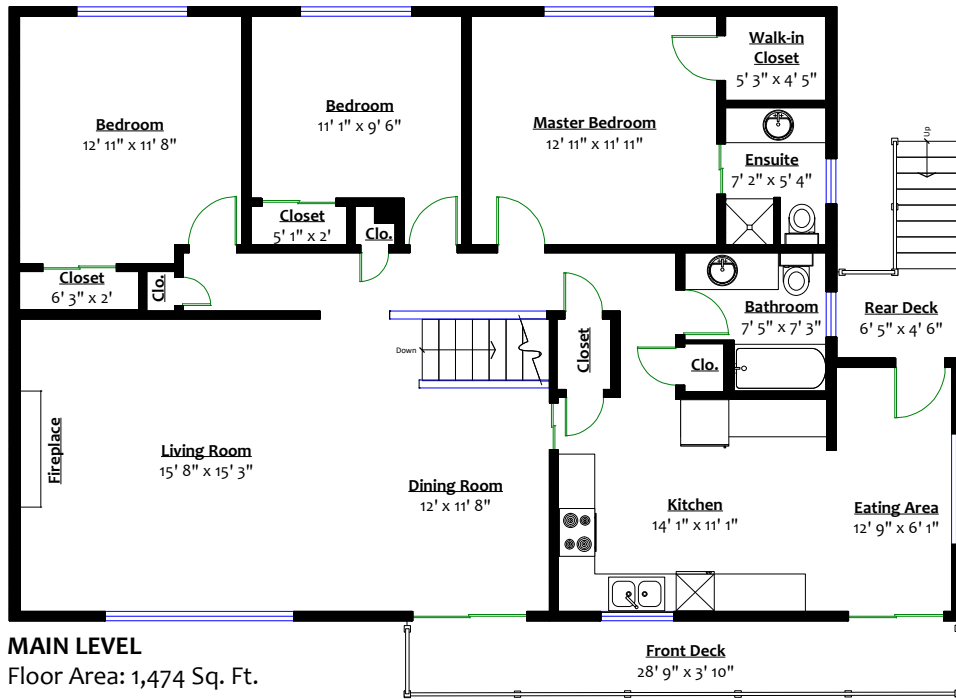 Walk-in
Closet
5' 3" x 4' 5"
Bedroom
12' 11" x 11' 8"
Bedroom
11' 1" x 9' 6"
Master Bedroom
12' 11" x 11' 11"
Ensuite
7' 2" x 5' 4"
Up
Closet
5' 1" x 2'
Clo.
Closet
6' 3" x 2'
Clo.
Bathroom
7' 5" x 7' 3"
Rear Deck
6' 5" x 4' 6"
Down
Closet
Clo.
Fireplace
Living Room
15' 8" x 15' 3"
Dining Room
12' x 11' 8"
Kitchen
14' 1" x 11' 1"
Eating Area
12' 9" x 6' 1"
MAIN LEVEL
Floor Area: 1,474 Sq. Ft.
Front Deck
28' 9" x 3' 10"